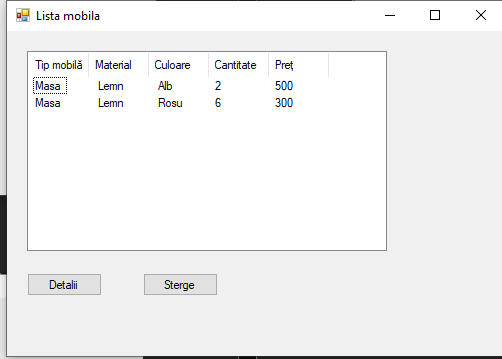 Lista mobila
Tip mobilă Material Culoare Cantitate Preț
Masa Lemn Alb 2 500
Masa Lemn Rosu 6 300
Detalii Sterge